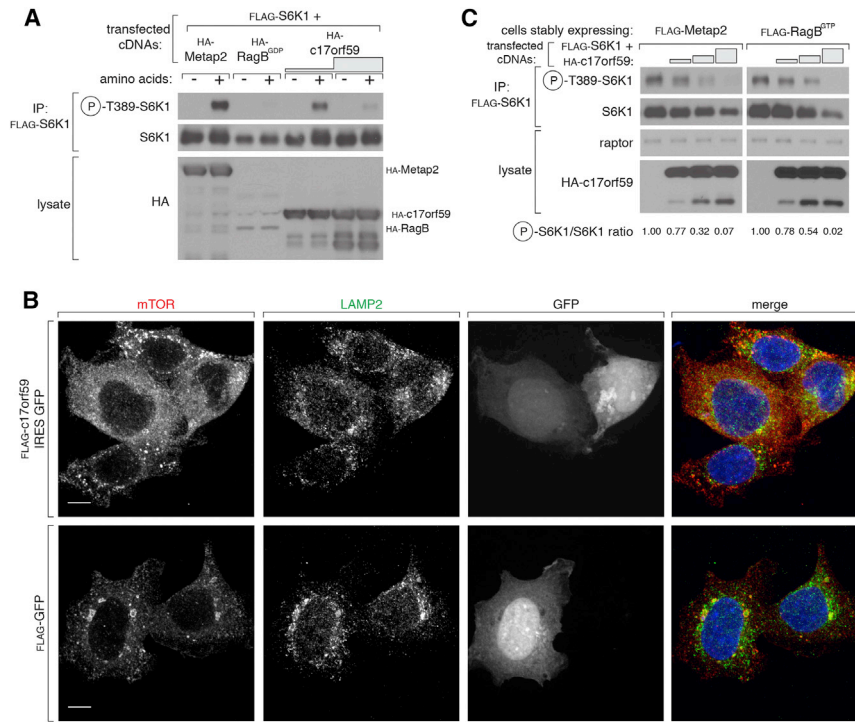 A
transfected cDNAs:
FLAG-S6K1 +
HA-Metap2
HA-RagB^GDP
HA-c17orf59
amino acids: - + - + - + - +
IP: FLAG-S6K1
P-T389-S6K1
S6K1
lysate
HA
HA-Metap2
HA-c17orf59
HA-RagB
C
cells stably expressing: FLAG-Metap2 FLAG-RagB^GTP
transfected cDNAs:
FLAG-S6K1 +
HA-c17orf59:
IP: FLAG-S6K1
P-T389-S6K1
S6K1
lysate
raptor
HA-c17orf59
P-S6K1/S6K1 ratio 1.00 0.77 0.32 0.07 1.00 0.78 0.54 0.02
B
mTOR LAMP2 GFP merge
FLAG-c17orf59
IRES GFP
FLAG-GFP